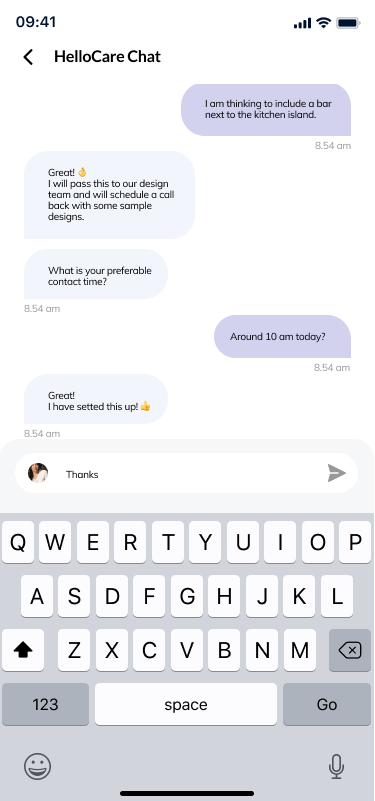 09:41
HelloCare Chat
I am thinking to include a bar
next to the kitchen island.
8.54 am
Great! 👌
I will pass this to our design
team and will schedule a call
back with some sample
designs.
What is your preferable
contact time?
8.54 am
Around 10 am today?
8.54 am
Great!
I have setted this up! 👍
8.54 am
Thanks
Q W E R T Y U I O P
A S D F G H J K L
Z X C V B N M
123 space Go